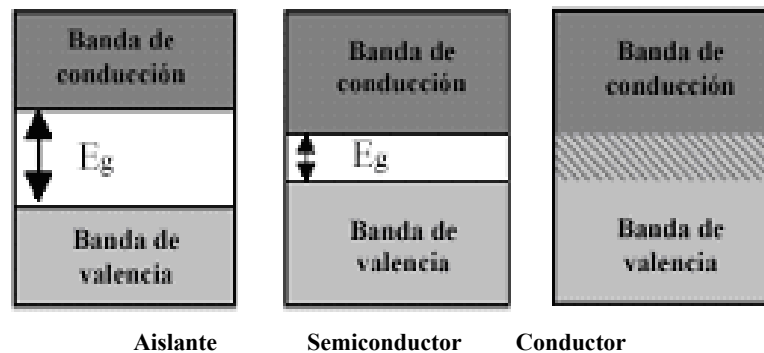 Banda de
conducción
Eg
Banda de
valencia
Banda de
conducción
Eg
Banda de
valencia
Banda de
conducción
Banda de
valencia
Aislante Semiconductor Conductor